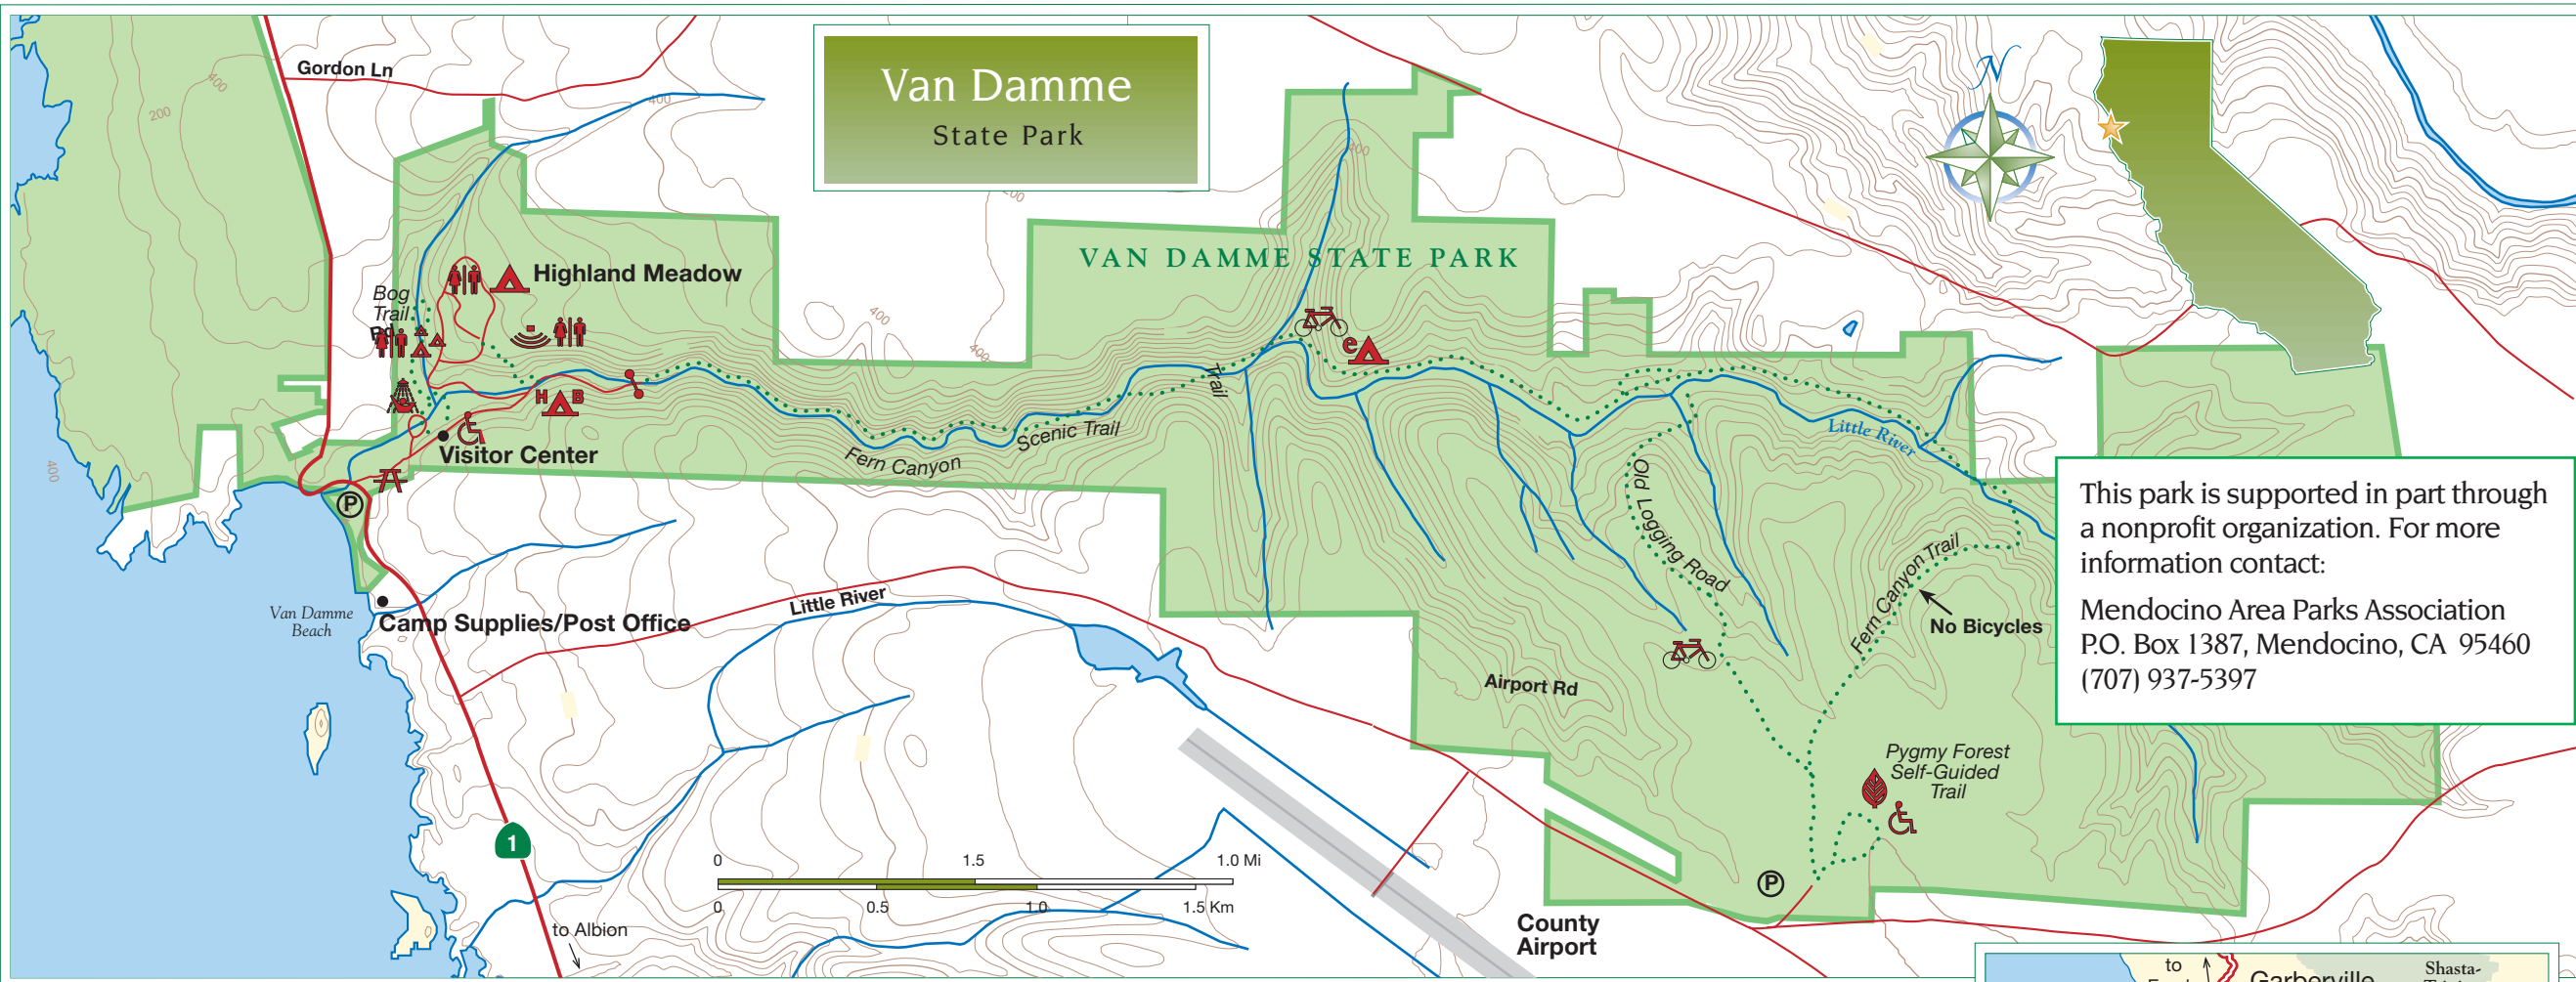 Van Damme
State Park
Gordon Ln
400
200
400
200
200
VAN DAMME STATE PARK
N
Highland Meadow
Bog
Trail
Rd
400
400
400
H B
e
Trail
Scenic Trail
Fern Canyon
Visitor Center
P
Little River
Old Logging Road
Fern Canyon Trail
No Bicycles
This park is supported in part through
a nonprofit organization. For more
information contact:
Mendocino Area Parks Association
P.O. Box 1387, Mendocino, CA 95460
(707) 937-5397
Van Damme
Beach
Camp Supplies/Post Office
Little River
Airport Rd
Pygmy Forest
Self-Guided
Trail
1
0 1.5 1.0 Mi
0 0.5 1.0 1.5 Km
P
to Albion
County
Airport
to
Garberville
Shasta-